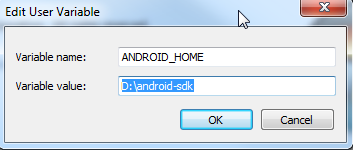 Edit User Variable
Variable name: ANDROID_HOME
Variable value: D:\android-sdk
OK Cancel